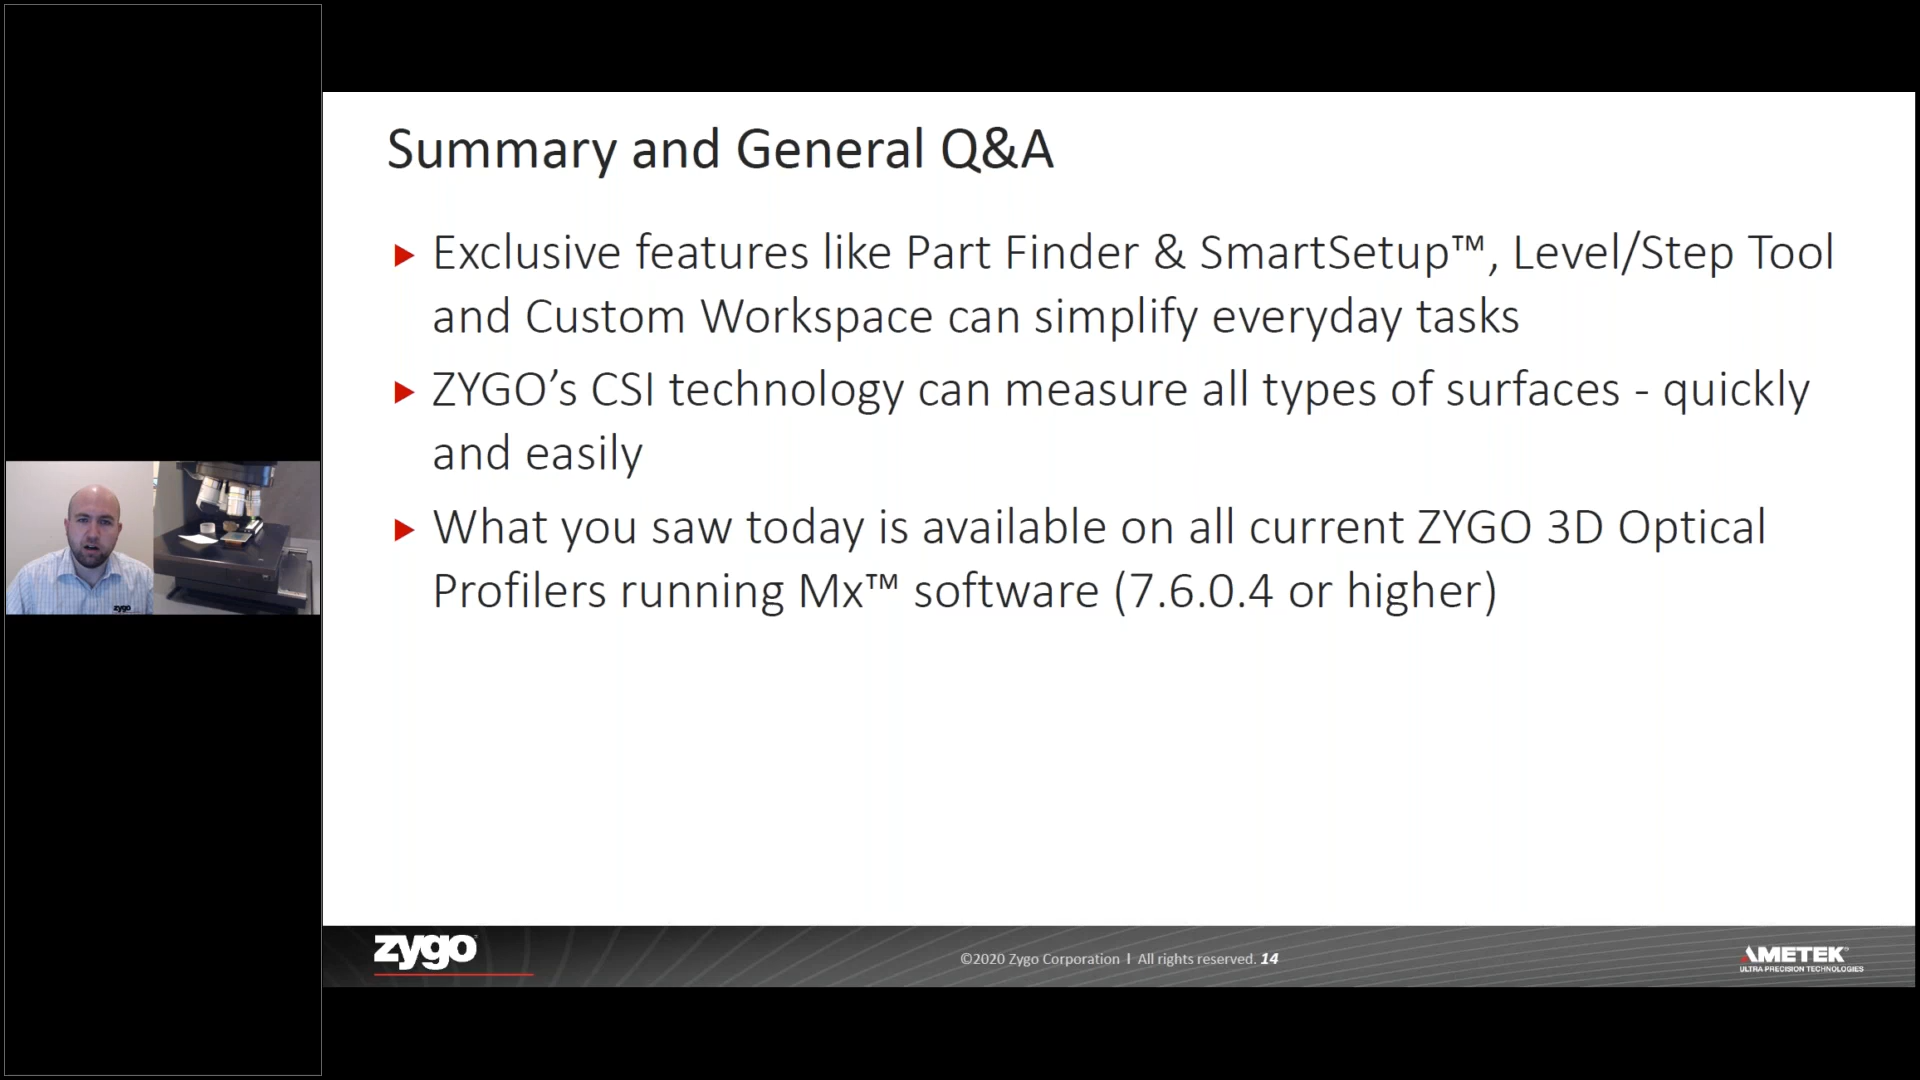 Summary and General Q&A
Exclusive features like Part Finder & SmartSetup™, Level/Step Tool
and Custom Workspace can simplify everyday tasks
ZYGO’s CSI technology can measure all types of surfaces - quickly
and easily
What you saw today is available on all current ZYGO 3D Optical
Profilers running Mx™ software (7.6.0.4 or higher)
zygo
zygo
©2020 Zygo Corporation | All rights reserved. 14
AMETEK®
ULTRA PRECISION TECHNOLOGIES